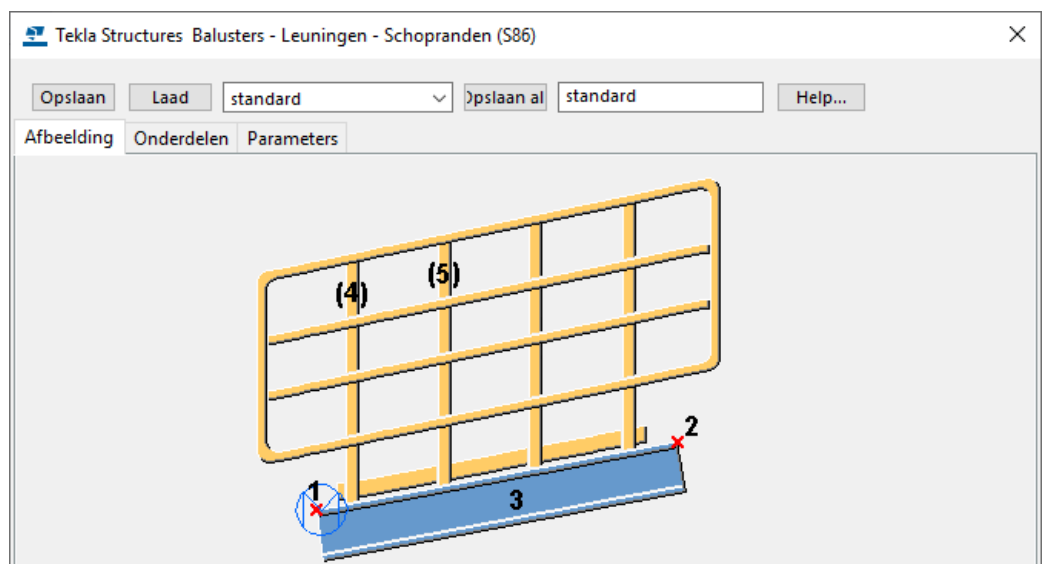 Tekla Structures Balusters - Leuningen - Schopranden (S86)
Opslaan Laad standard Opslaan al standard Help...
Afbeelding Onderdelen Parameters
(4) (5)
1 2
3